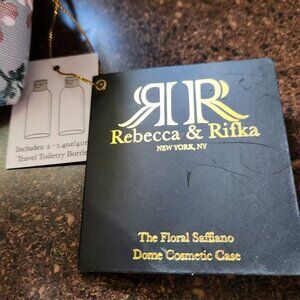 RR
Rebecca & Rifka
NEW YORK, NY
The Floral Saffiano
Dome Cosmetic Case
Includes: 2 - 1.4oz/40m
Travel Toiletry Bottle